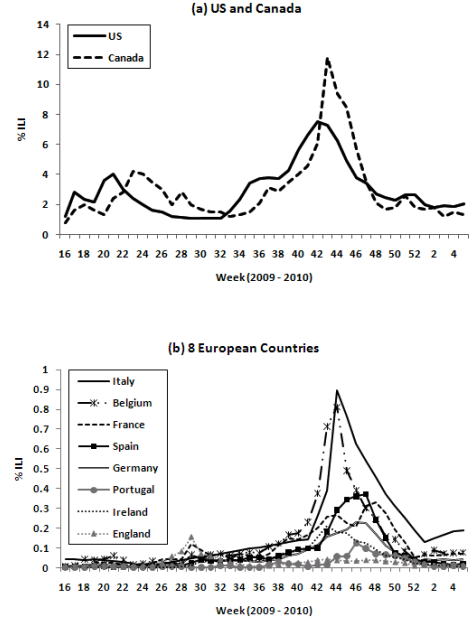 (a) US and Canada
14
12
10
8
6
4
2
0
% ILI
US
Canada
16 18 20 22 24 26 28 30 32 34 36 38 40 42 44 46 48 50 52 2 4
Week (2009 - 2010)
(b) 8 European Countries
1
0.9
0.8
0.7
0.6
0.5
0.4
0.3
0.2
0.1
0
% ILI
Italy
Belgium
France
Spain
Germany
Portugal
Ireland
England
16 18 20 22 24 26 28 30 32 34 36 38 40 42 44 46 48 50 52 2 4
Week (2009 - 2010)